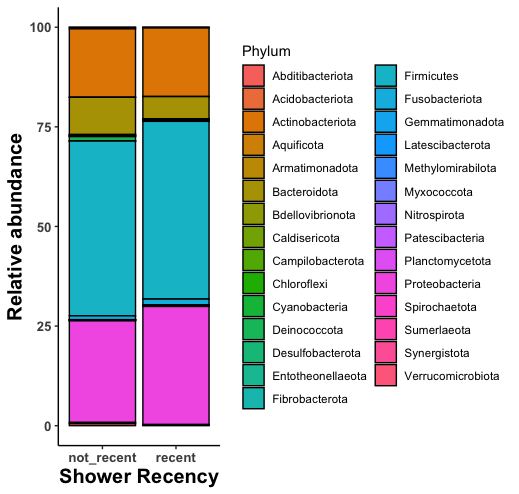 Relative abundance
100
75
50
25
0
not_recent recent
Shower Recency
Phylum
Abditibacteriota
Acidobacteriota
Actinobacteriota
Aquificota
Armatimonadota
Bacteroidota
Bdellovibrionota
Caldisericota
Campilobacterota
Chloroflexi
Cyanobacteria
Deinococcota
Desulfobacterota
Entotheonellaeota
Fibrobacterota
Firmicutes
Fusobacteriota
Gemmatimonadota
Latescibacterota
Methylomirabilota
Myxococcota
Nitrospirota
Patescibacteria
Planctomycetota
Proteobacteria
Spirochaetota
Sumerlaeota
Synergistota
Verrucomicrobiota